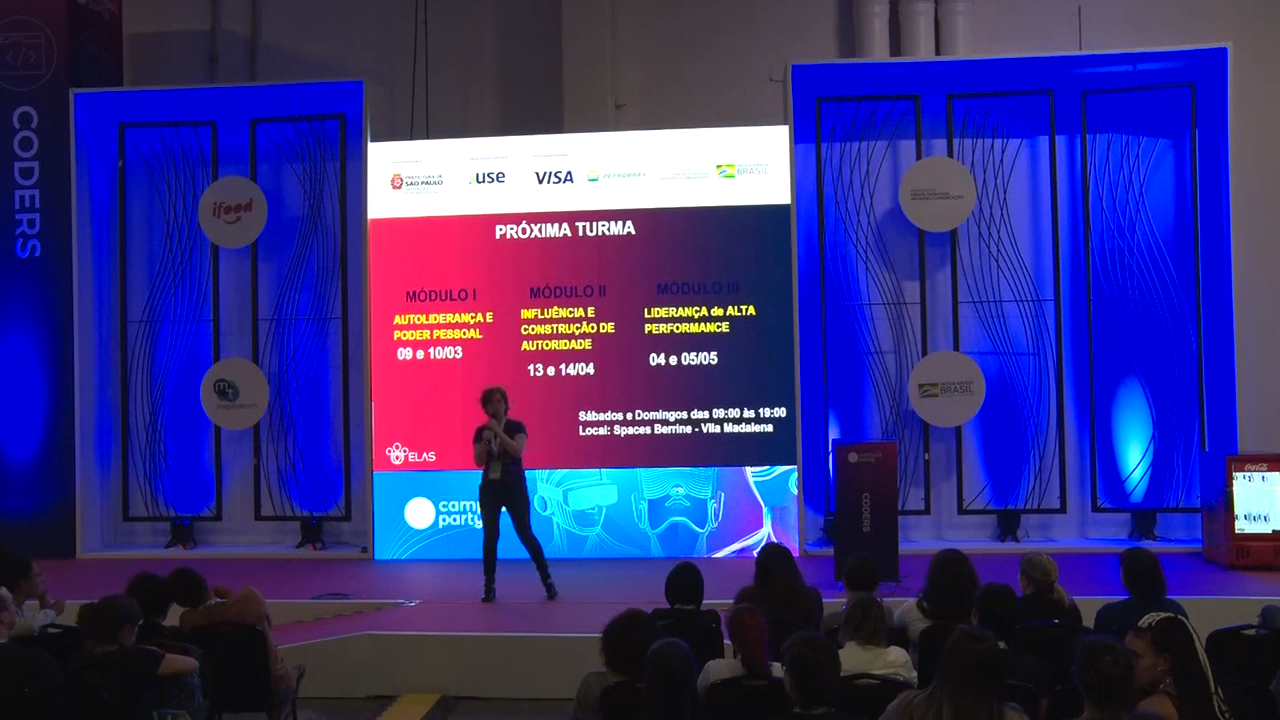 CODERS
ifood
PREFEITURA DE
SÃO PAULO
USE
VISA
PETROBRAS
BRASIL
PRÓXIMA TURMA
MÓDULO I
AUTOLIDERANÇA E
PODER PESSOAL
09 e 10/03
MÓDULO II
INFLUÊNCIA E
CONSTRUÇÃO DE
AUTORIDADE
13 e 14/04
MÓDULO III
LIDERANÇA de ALTA
PERFORMANCE
04 e 05/05
Sábados e Domingos das 09:00 às 19:00
Local: Spaces Berrine - Vila Madalena
ELAS
party
BRASIL
CODERS
Coca-Cola